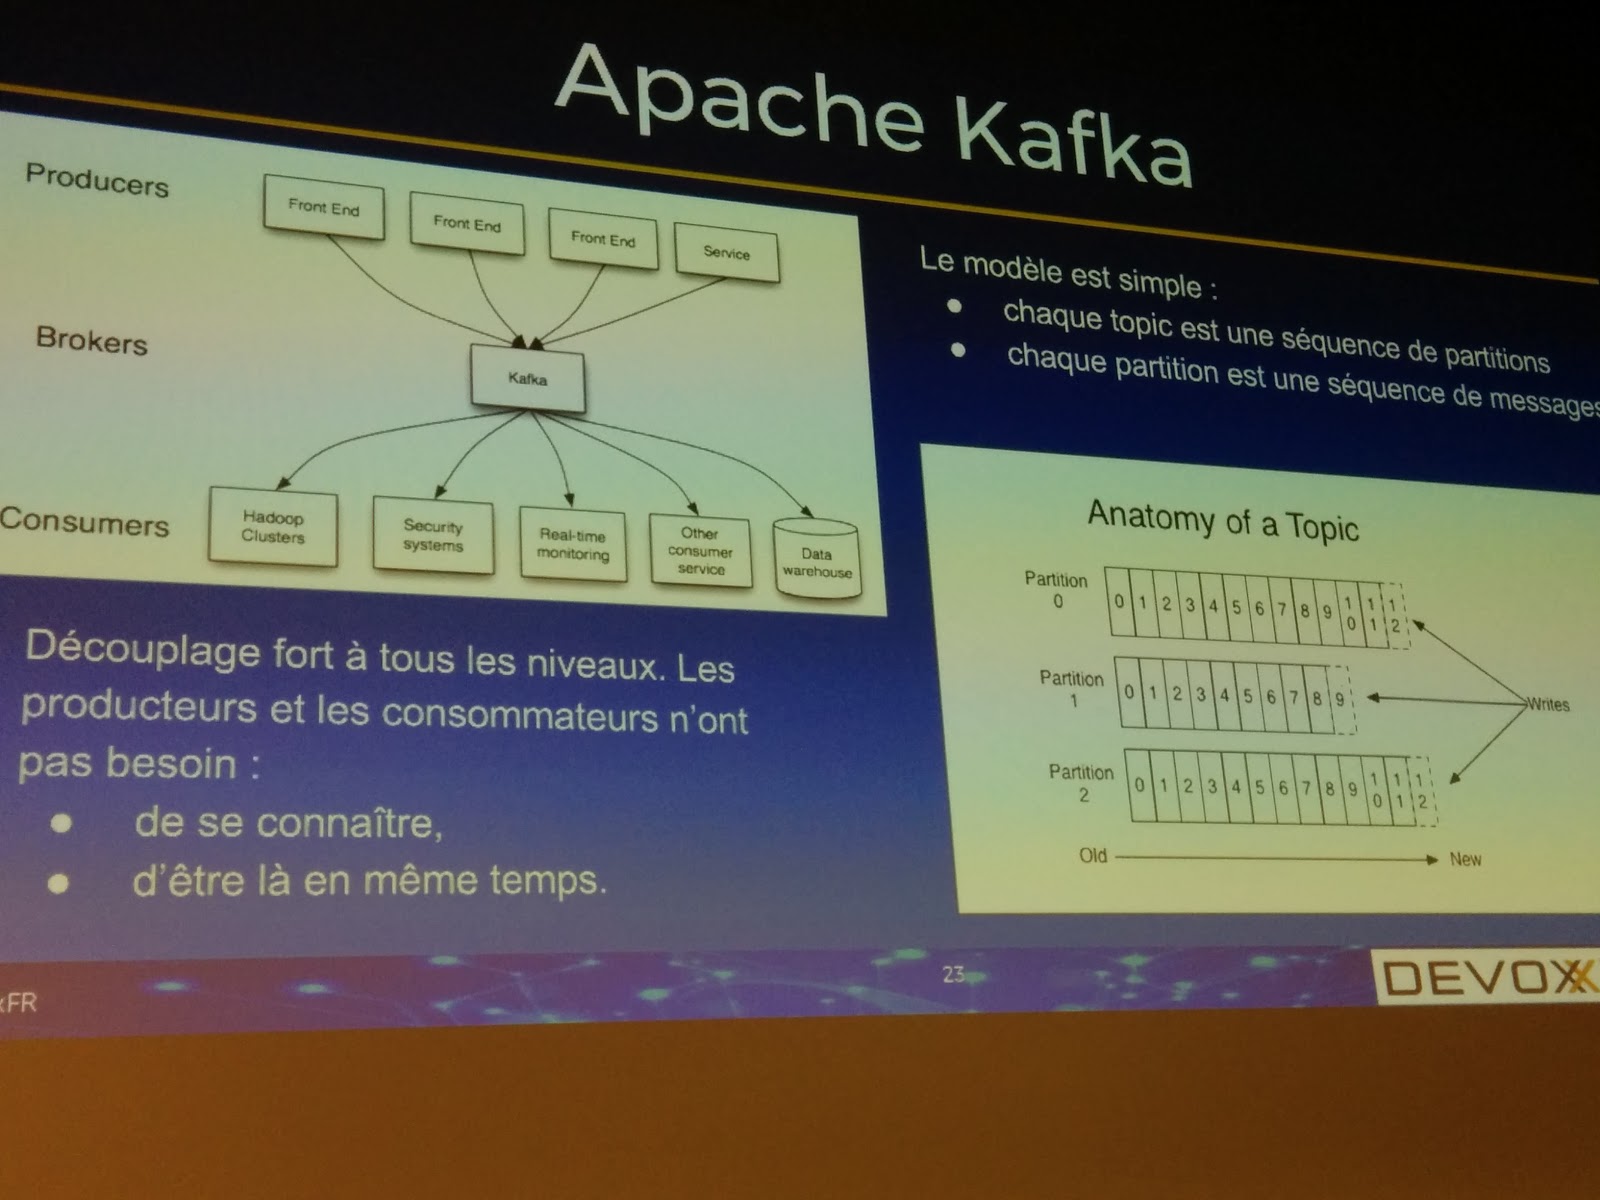 Apache Kafka
Producers
Front End
Front End
Front End
Service
Brokers
Kafka
Consumers
Hadoop
Clusters
Security
systems
Real-time
monitoring
Other
consumer
service
Data
warehouse
Découplage fort à tous les niveaux. Les
producteurs et les consommateurs n'ont
pas besoin :
● de se connaître,
● d'être là en même temps.
Le modèle est simple :
● chaque topic est une séquence de partitions
● chaque partition est une séquence de messages
Anatomy of a Topic
Partition
0
0 1 2 3 4 5 6 7 8 9 10 11 12
Partition
1
0 1 2 3 4 5 6 7 8 9
Partition
2
0 1 2 3 4 5 6 7 8 9 10 11 12
Writes
Old
New
xFR
23
DEVOXX